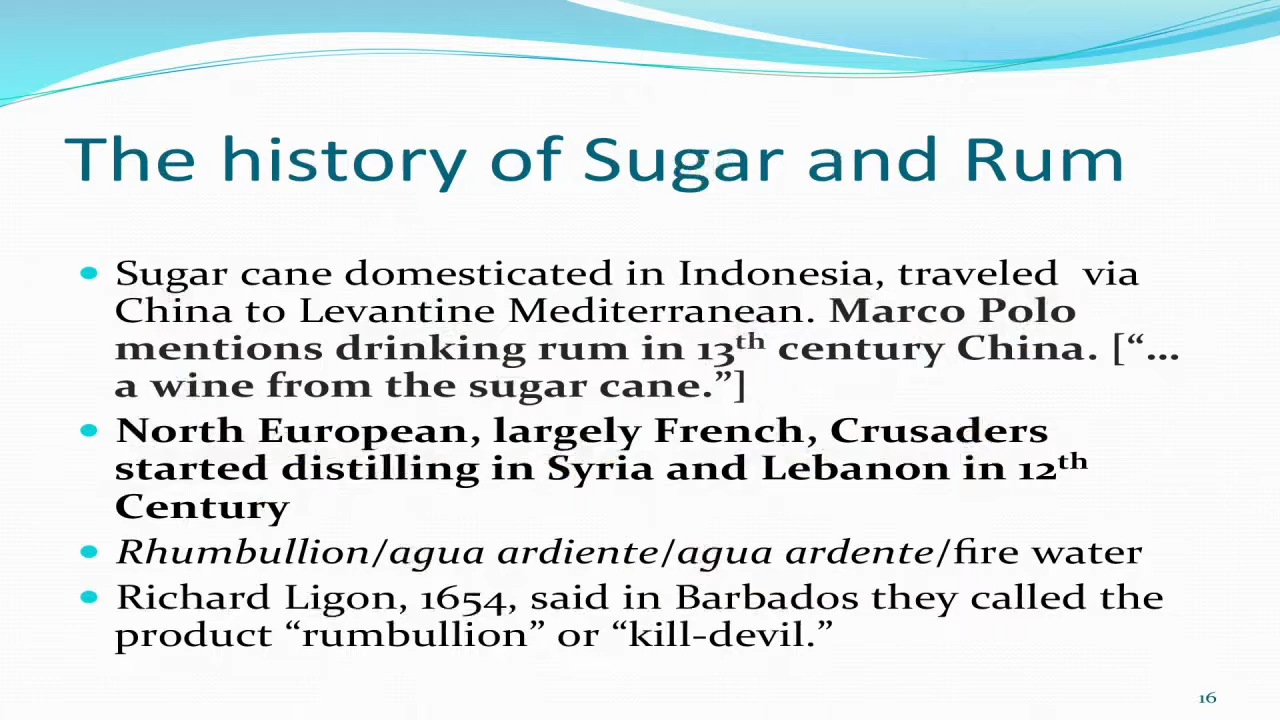 The history of Sugar and Rum
• Sugar cane domesticated in Indonesia, traveled  via
China to Levantine Mediterranean. Marco Polo
mentions drinking rum in 13th century China. [“…
a wine from the sugar cane.”]
• North European, largely French, Crusaders
started distilling in Syria and Lebanon in 12th
Century
• Rhumbullion/agua ardiente/agua ardente/fire water
• Richard Ligon, 1654, said in Barbados they called the
product “rumbullion” or “kill-devil.”
16